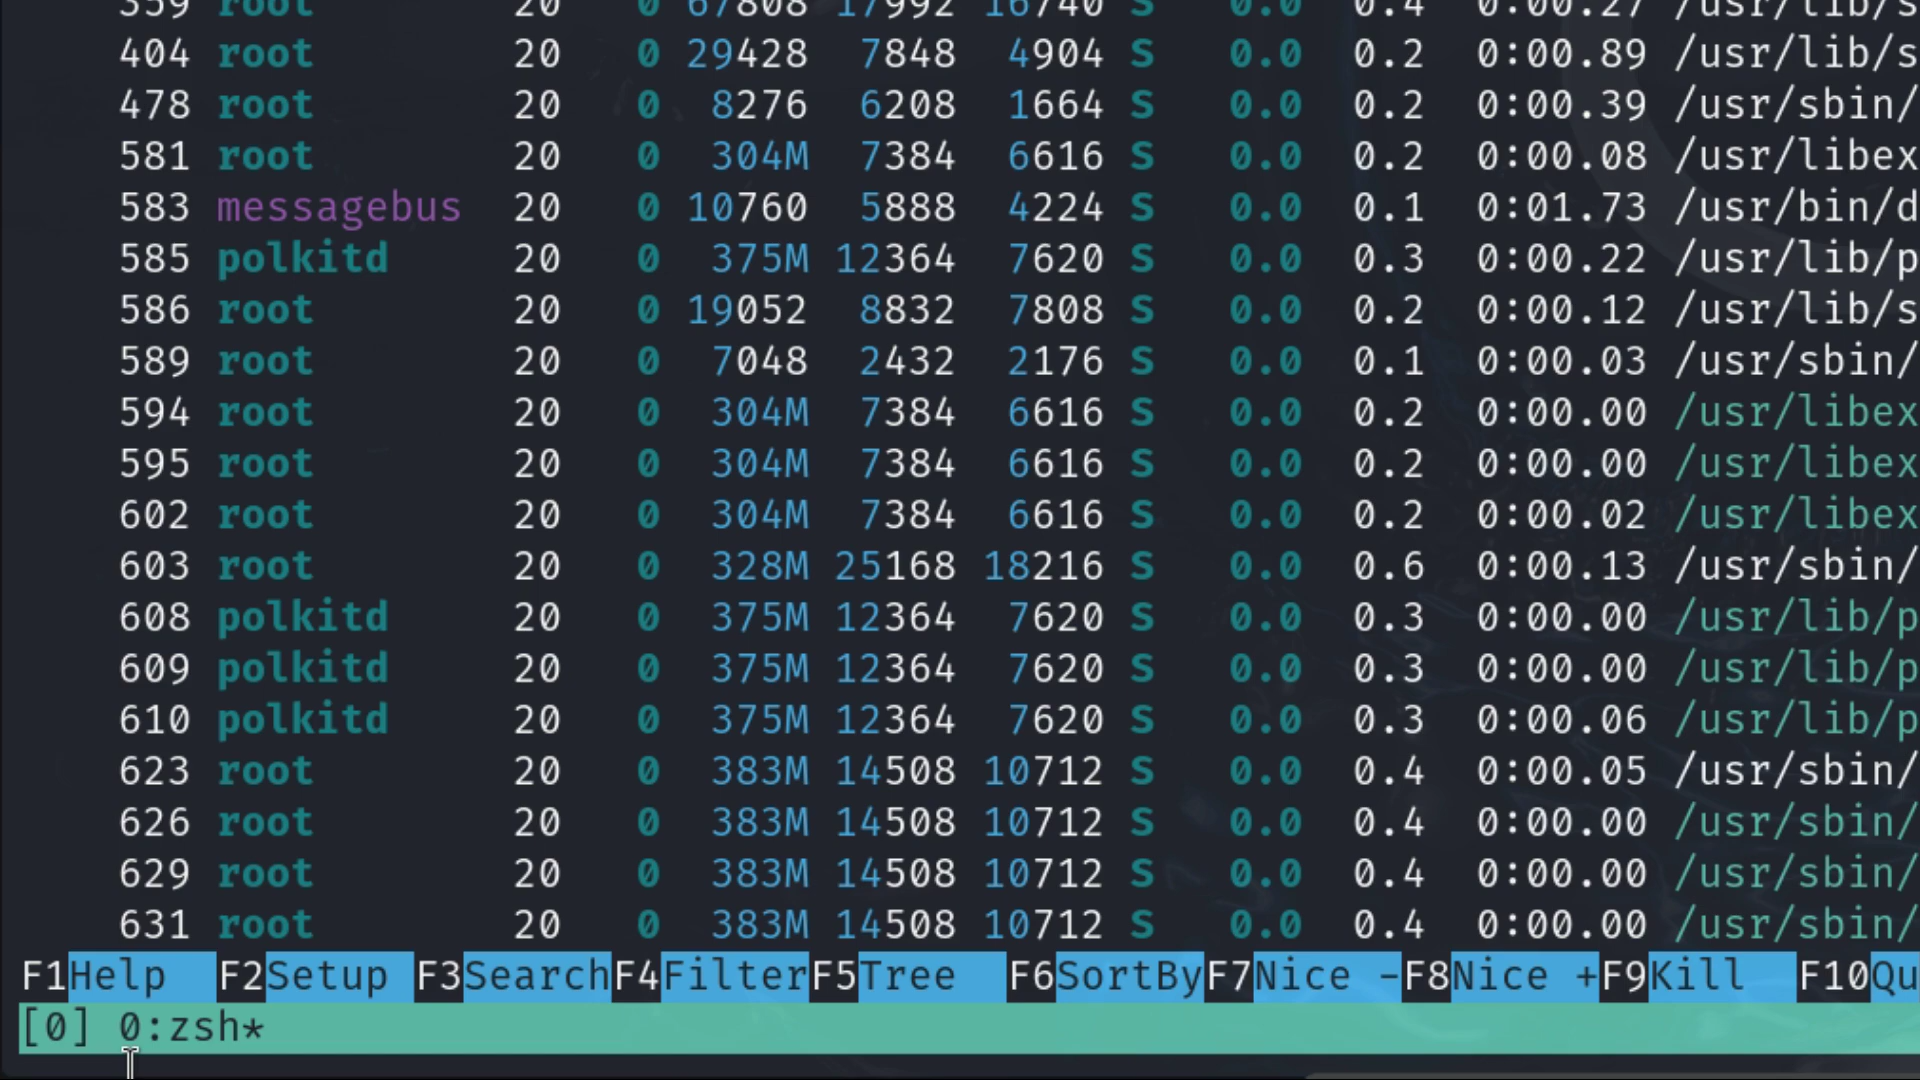 359 root 20 0 67808 17992 16740 S 0.0 0.4 0:00.27 /usr/lib/s
404 root 20 0 29428 7848 4904 S 0.0 0.2 0:00.89 /usr/lib/s
478 root 20 0 8276 6208 1664 S 0.0 0.2 0:00.39 /usr/sbin/
581 root 20 0 304M 7384 6616 S 0.0 0.2 0:00.08 /usr/libex
583 messagebus 20 0 10760 5888 4224 S 0.0 0.1 0:01.73 /usr/bin/d
585 polkitd 20 0 375M 12364 7620 S 0.0 0.3 0:00.22 /usr/lib/p
586 root 20 0 19052 8832 7808 S 0.0 0.2 0:00.12 /usr/lib/s
589 root 20 0 7048 2432 2176 S 0.0 0.1 0:00.03 /usr/sbin/
594 root 20 0 304M 7384 6616 S 0.0 0.2 0:00.00 /usr/libex
595 root 20 0 304M 7384 6616 S 0.0 0.2 0:00.00 /usr/libex
602 root 20 0 304M 7384 6616 S 0.0 0.2 0:00.02 /usr/libex
603 root 20 0 328M 25168 18216 S 0.0 0.6 0:00.13 /usr/sbin/
608 polkitd 20 0 375M 12364 7620 S 0.0 0.3 0:00.00 /usr/lib/p
609 polkitd 20 0 375M 12364 7620 S 0.0 0.3 0:00.00 /usr/lib/p
610 polkitd 20 0 375M 12364 7620 S 0.0 0.3 0:00.06 /usr/lib/p
623 root 20 0 383M 14508 10712 S 0.0 0.4 0:00.05 /usr/sbin/
626 root 20 0 383M 14508 10712 S 0.0 0.4 0:00.00 /usr/sbin/
629 root 20 0 383M 14508 10712 S 0.0 0.4 0:00.00 /usr/sbin/
631 root 20 0 383M 14508 10712 S 0.0 0.4 0:00.00 /usr/sbin/
F1Help F2Setup F3SearchF4FilterF5Tree F6SortByF7Nice -F8Nice +F9Kill F10Qu
[0] 0:zsh*